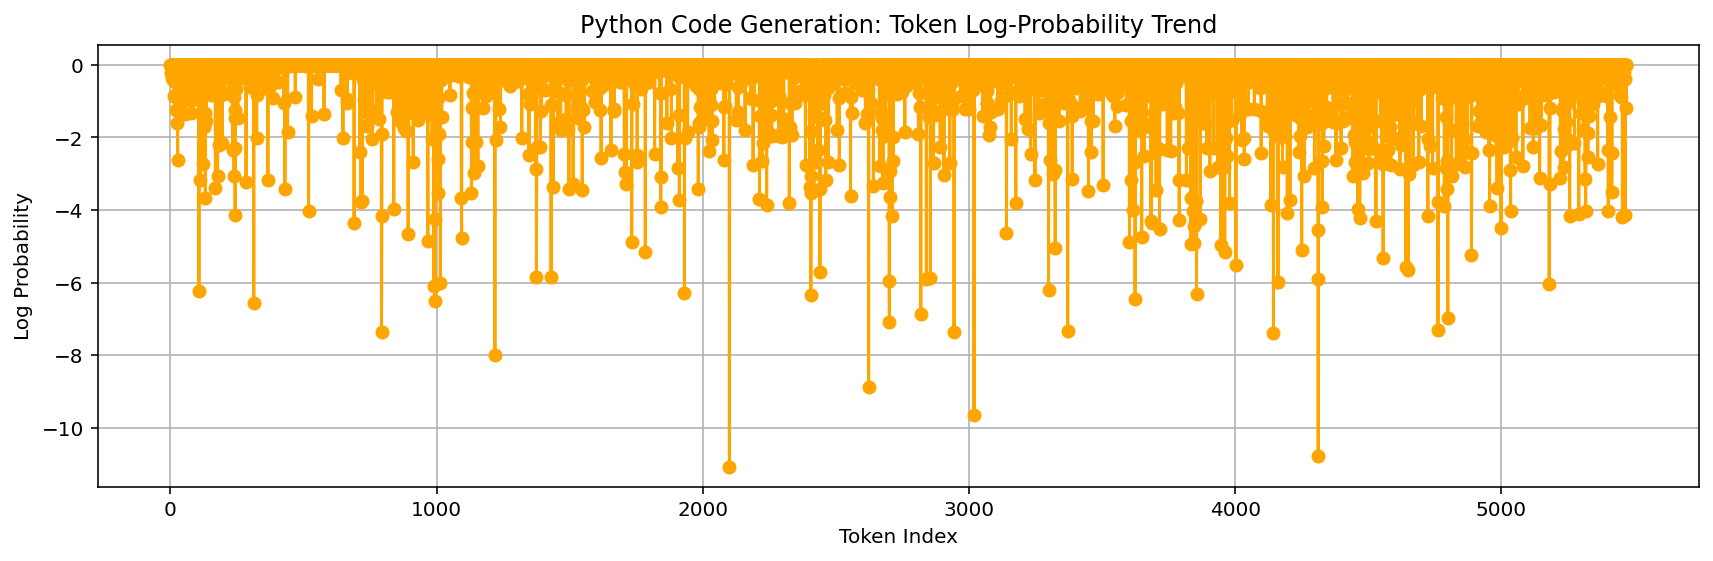 Python Code Generation: Token Log-Probability Trend
0
−2
−4
−6
−8
−10
Log Probability
0 1000 2000 3000 4000 5000
Token Index